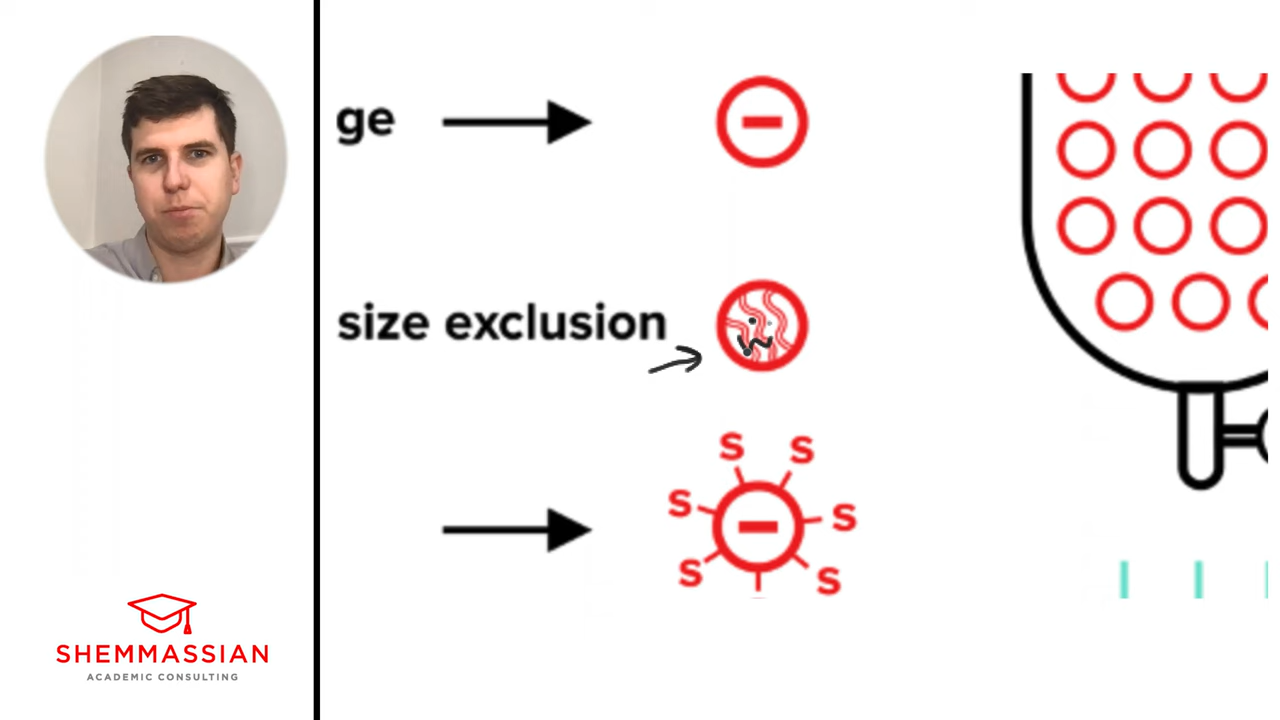 ge
size exclusion
S S
S S
S S
SHEMMASSIAN
ACADEMIC CONSULTING